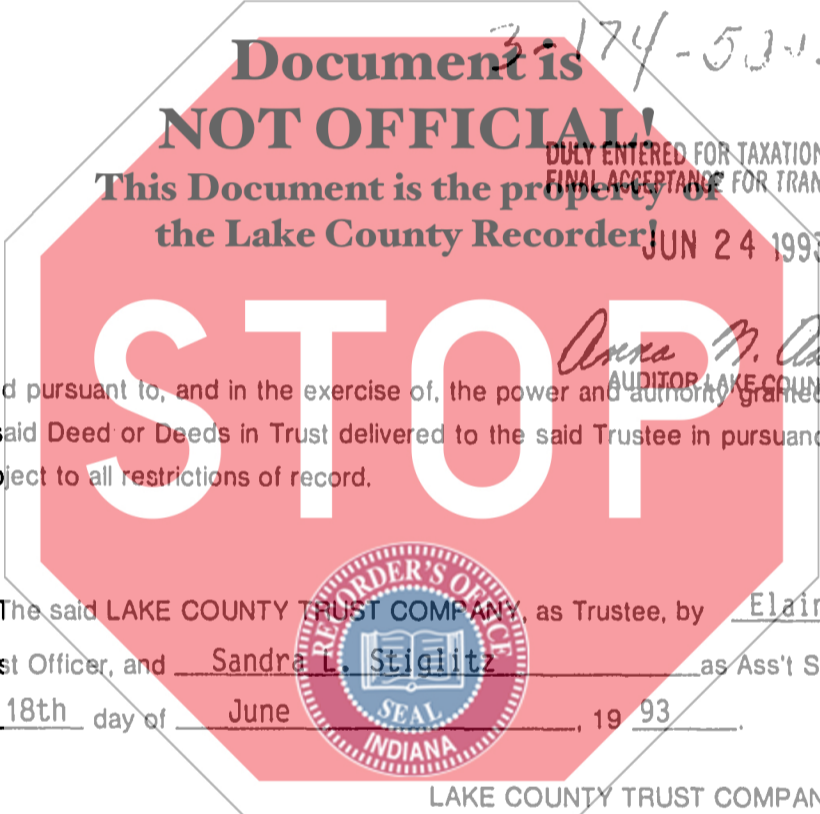 3-174-53
Document is
NOT OFFICIAL!
DULY ENTERED FOR TAXATION
FINAL ACCEPTANCE FOR TRAN
This Document is the property of
the Lake County Recorder!
JUN 24 1993
STOP
Anna N.
AUDITOR LAKE COUN
d pursuant to, and in the exercise of, the power and authority granted
said Deed or Deeds in Trust delivered to the said Trustee in pursuanc
ject to all restrictions of record.
RECORDER'S OFFICE
The said LAKE COUNTY TRUST COMPANY, as Trustee, by Elain
st Officer, and Sandra L. Stiglitz as Ass't S
18th day of June, 19 93.
SEAL
INDIANA
LAKE COUNTY TRUST COMPAN